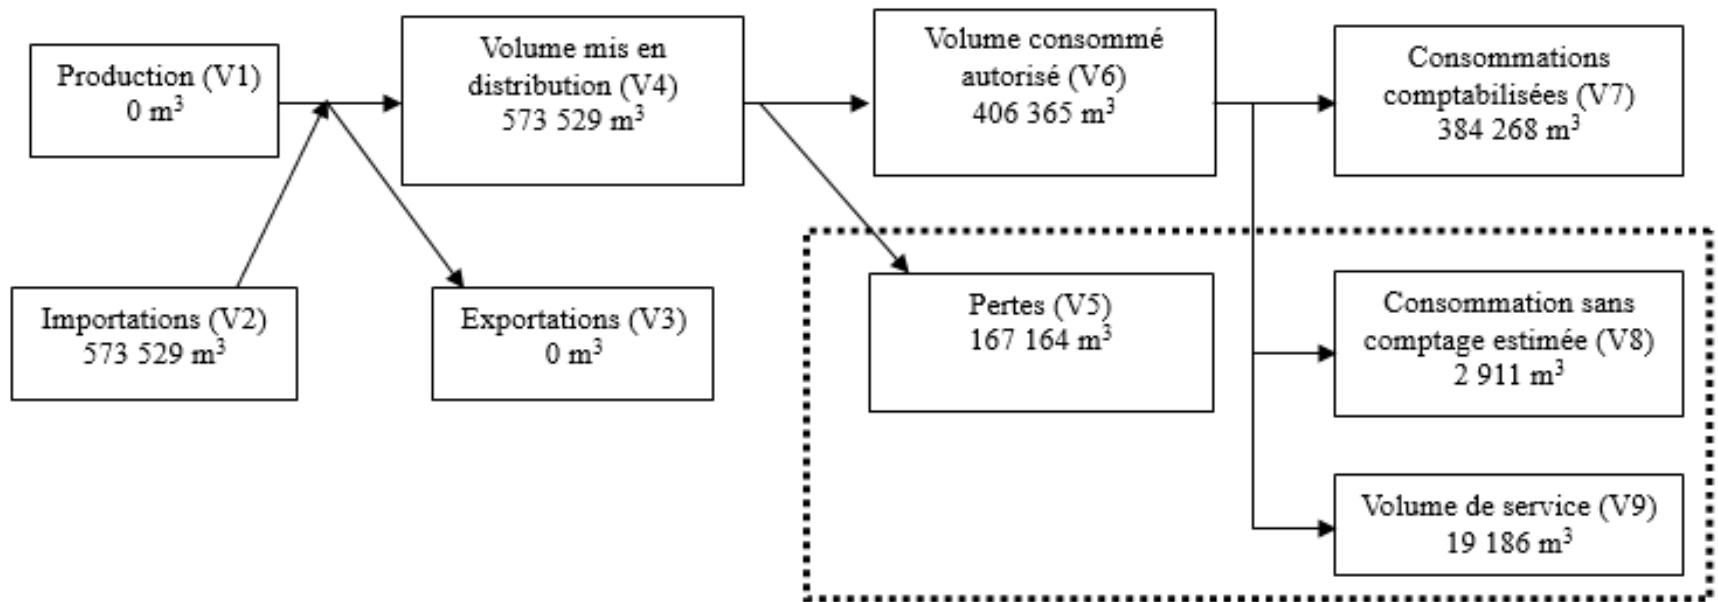 Production (V1)
0 m³
Volume mis en
distribution (V4)
573 529 m³
Volume consommé
autorisé (V6)
406 365 m³
Consommations
comptabilisées (V7)
384 268 m³
Importations (V2)
573 529 m³
Exportations (V3)
0 m³
Pertes (V5)
167 164 m³
Consommation sans
comptage estimée (V8)
2 911 m³
Volume de service (V9)
19 186 m³